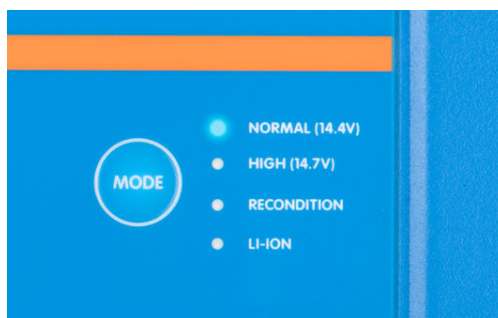 MODE
NORMAL (14.4V)
HIGH (14.7V)
RECONDITION
LI-ION